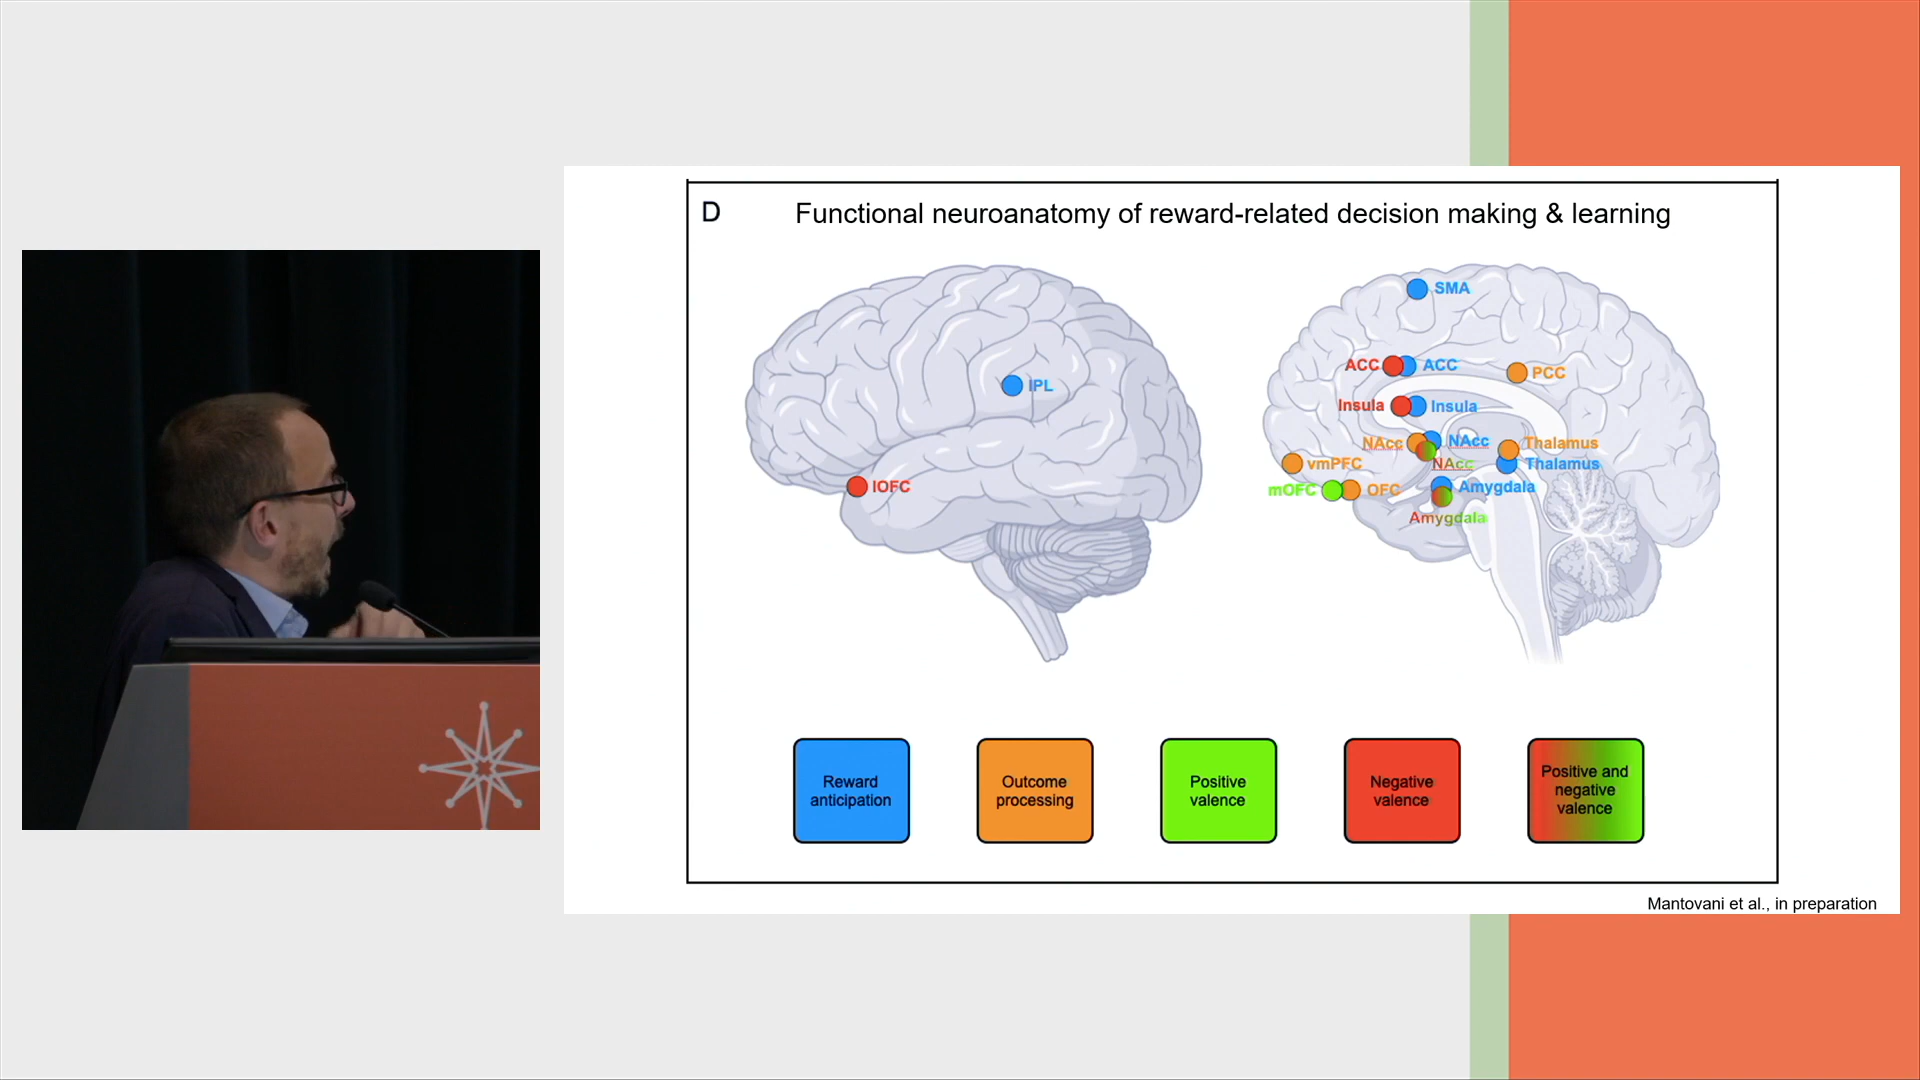 D
Functional neuroanatomy of reward-related decision making & learning
IPL
lOFC
SMA
ACC ACC
PCC
Insula Insula
NAcc NAcc
NAcc
Thalamus
Thalamus
vmPFC
mOFC OFC
Amygdala
Amygdala
Reward
anticipation
Outcome
processing
Positive
valence
Negative
valence
Positive and
negative
valence
Mantovani et al., in preparation